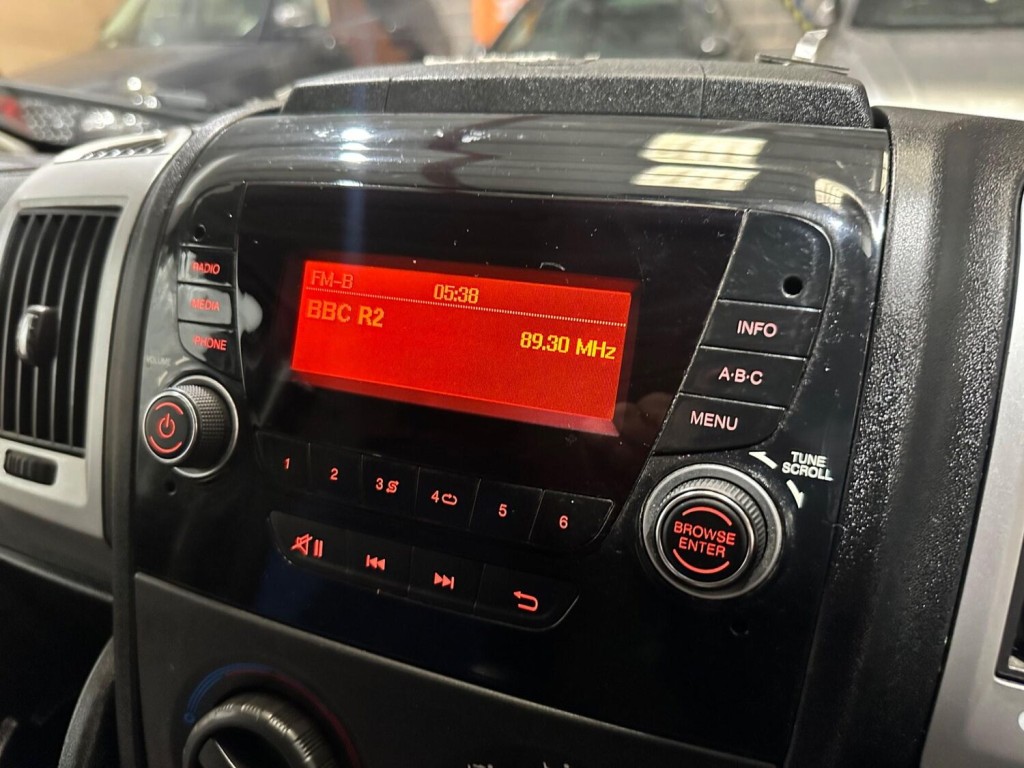 FM-B 05:38
BBC R2
89.30 MHz
RADIO
MEDIA
PHONE
VOLUME
INFO
A·B·C
MENU
TUNE
SCROLL
1 2 3 4 5 6
BROWSE
ENTER